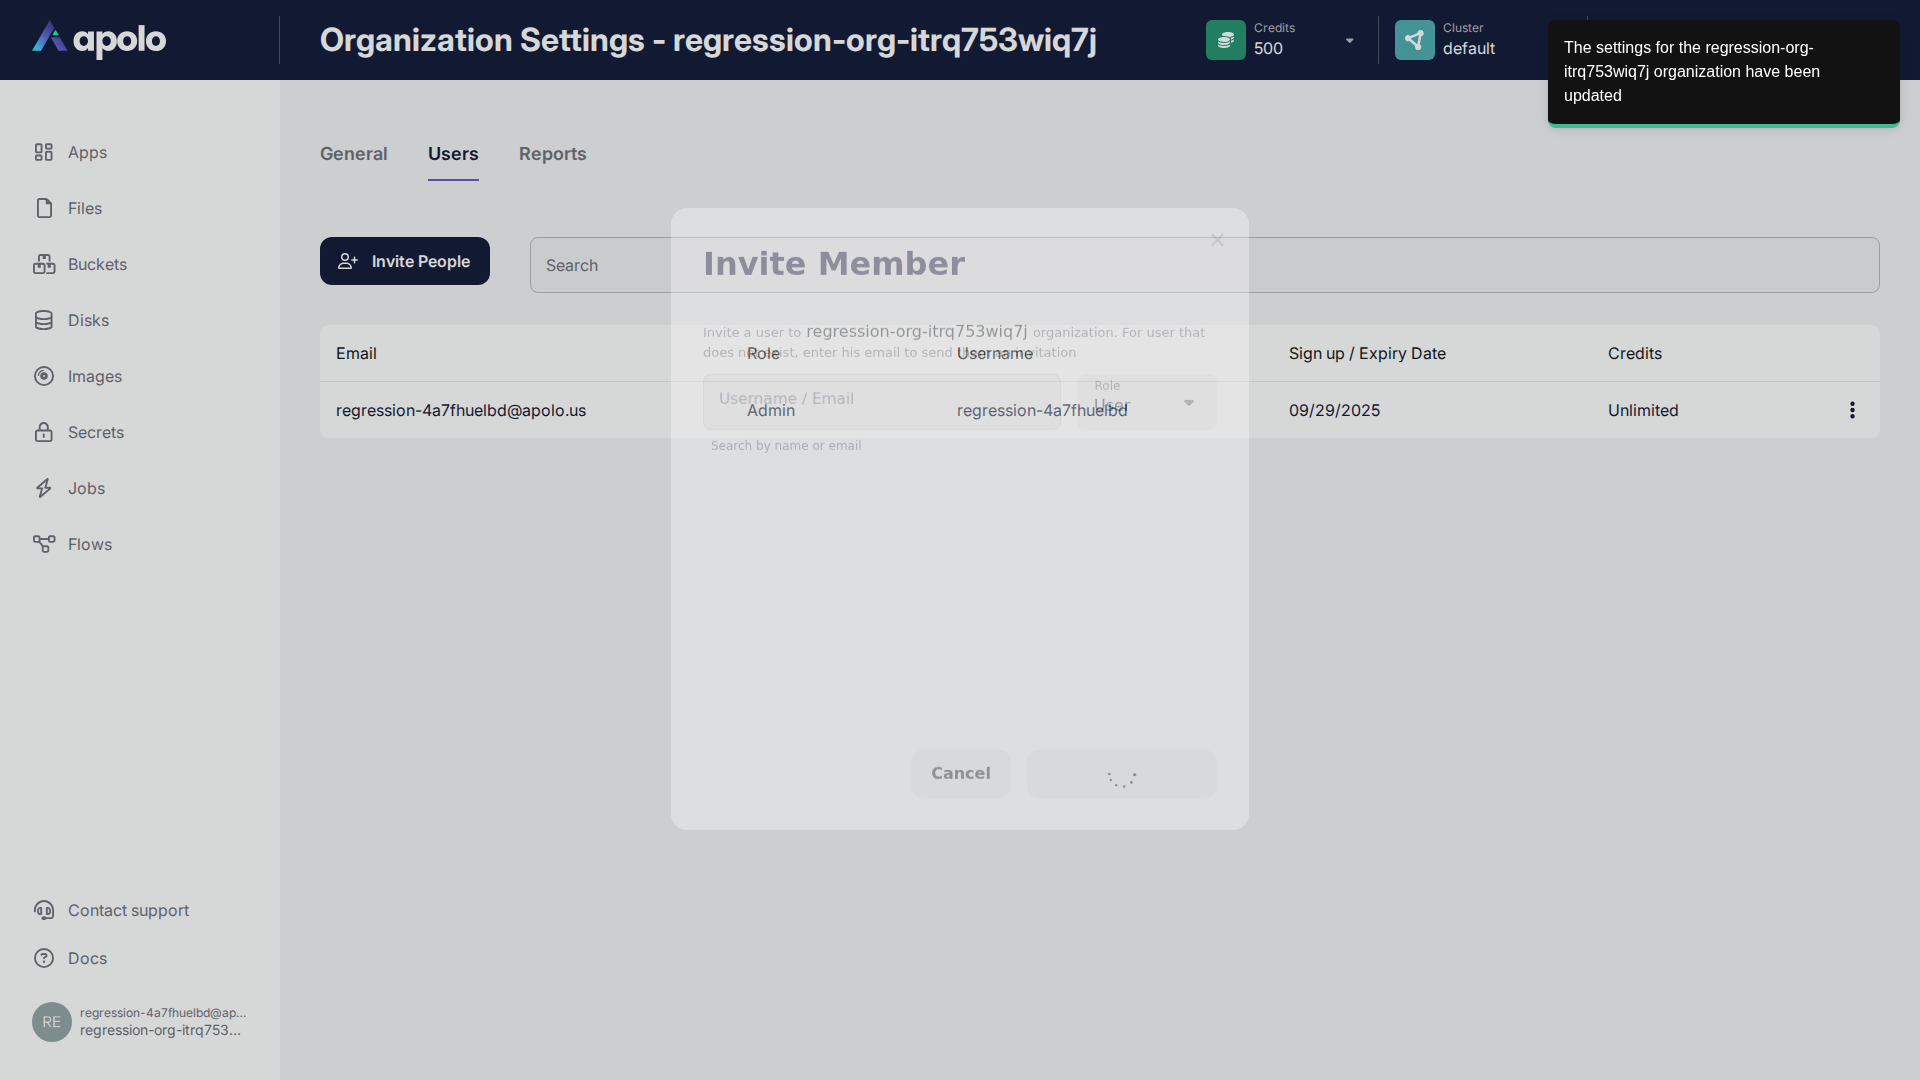 apolo
Organization Settings - regression-org-itrq753wiq7j
Credits
500
Cluster
default
The settings for the regression-org-
itrq753wiq7j organization have been
updated
Apps
Files
Buckets
Disks
Images
Secrets
Jobs
Flows
Contact support
Docs
RE
regression-4a7fhuelbd@ap...
regression-org-itrq753...
General
Users
Reports
Invite People
Search
Email
Role
Username
Sign up / Expiry Date
Credits
regression-4a7fhuelbd@apolo.us
Admin
regression-4a7fhuelbd
09/29/2025
Unlimited
Invite Member
Invite a user to regression-org-itrq753wiq7j organization. For user that
does not exist, enter his email to send invitation
Username / Email
Role
User
Search by name or email
Cancel